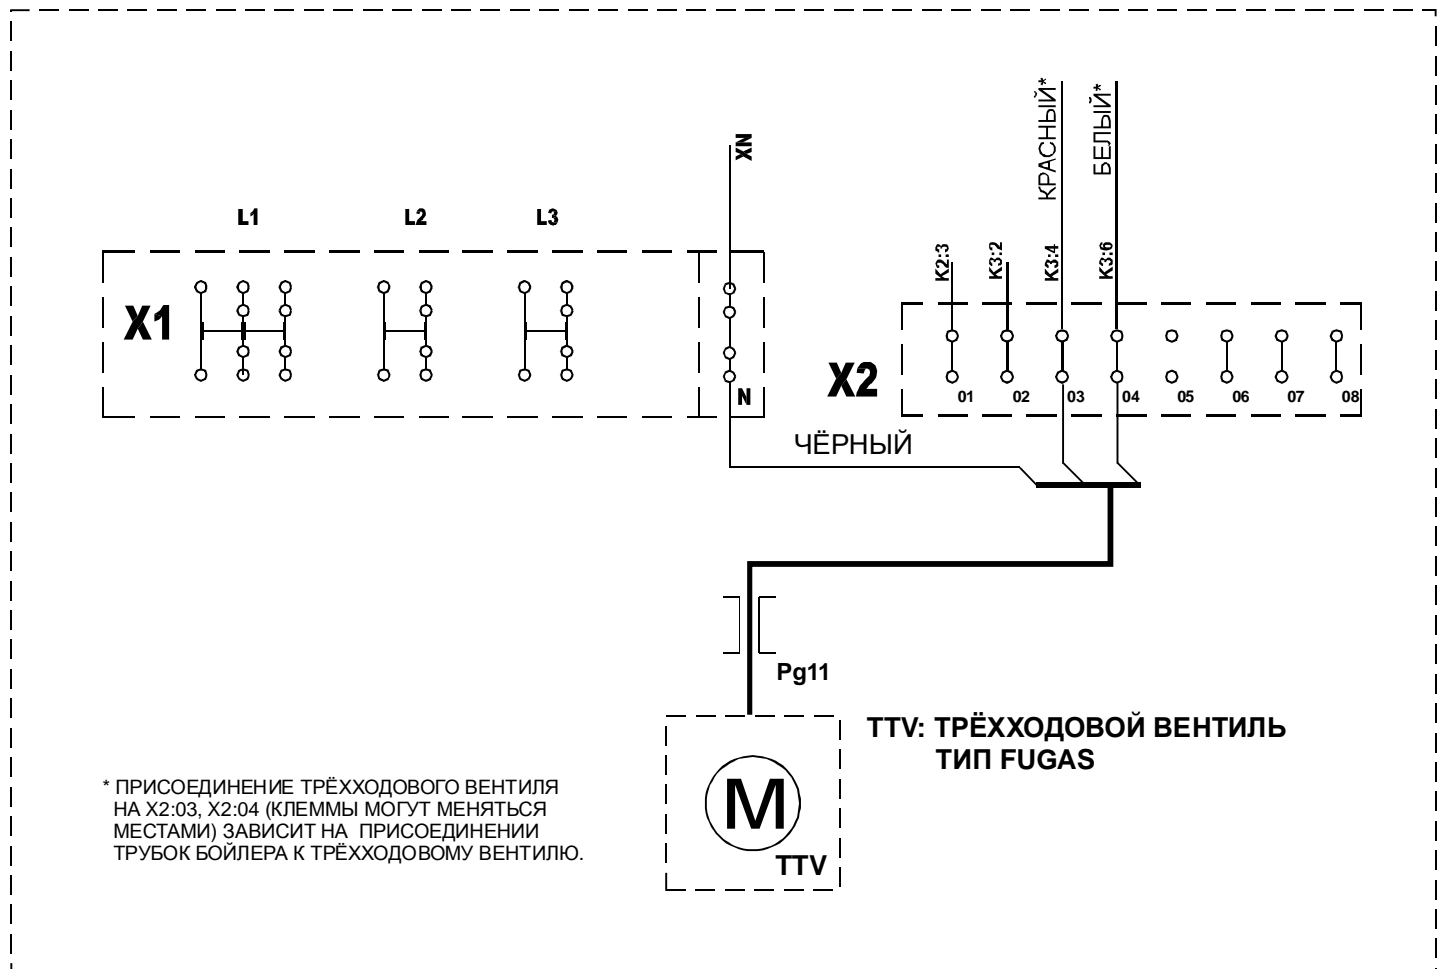 КРАСНЫЙ*
БЕЛЫЙ*
XN
L1 L2 L3
K2:3
K3:2
K3:4
K3:6
X1
N
X2
01 02 03 04 05 06 07 08
ЧЁРНЫЙ
Pg11
TTV: ТРЁХХОДОВОЙ ВЕНТИЛЬ
ТИП FUGAS
M
TTV
* ПРИСОЕДИНЕНИЕ ТРЁХХОДОВОГО ВЕНТИЛЯ
НА X2:03, X2:04 (КЛЕММЫ МОГУТ МЕНЯТЬСЯ
МЕСТАМИ) ЗАВИСИТ НА ПРИСОЕДИНЕНИИ
ТРУБОК БОЙЛЕРА К ТРЁХХОДОВОМУ ВЕНТИЛЮ.